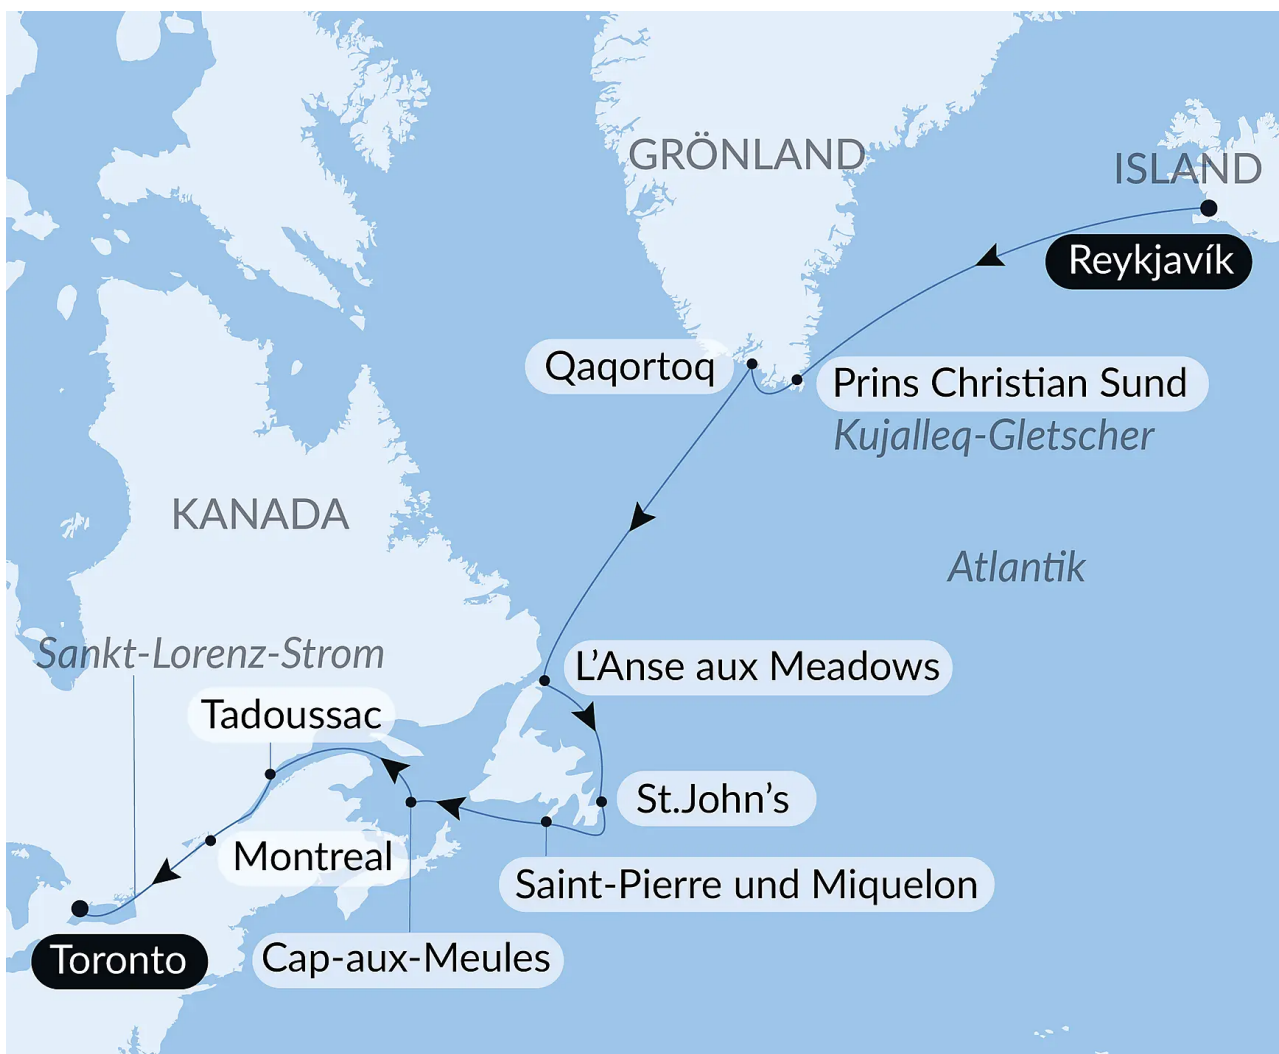 GRÖNLAND
ISLAND
Reykjavík
Qaqortoq
Prins Christian Sund
Kujalleq-Gletscher
KANADA
Atlantik
Sankt-Lorenz-Strom
L’Anse aux Meadows
Tadoussac
St.John’s
Montreal
Saint-Pierre und Miquelon
Toronto
Cap-aux-Meules